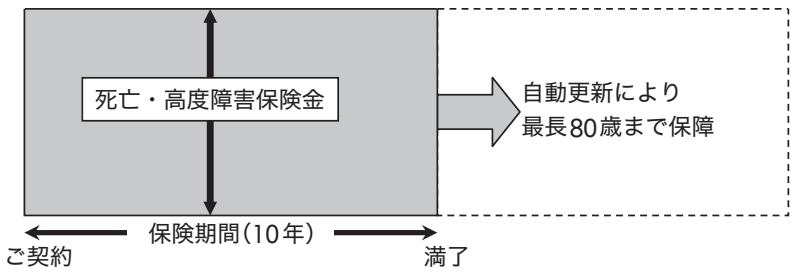 死亡・高度障害保険金
自動更新により
最長80歳まで保障
保険期間(10年)
ご契約
満了